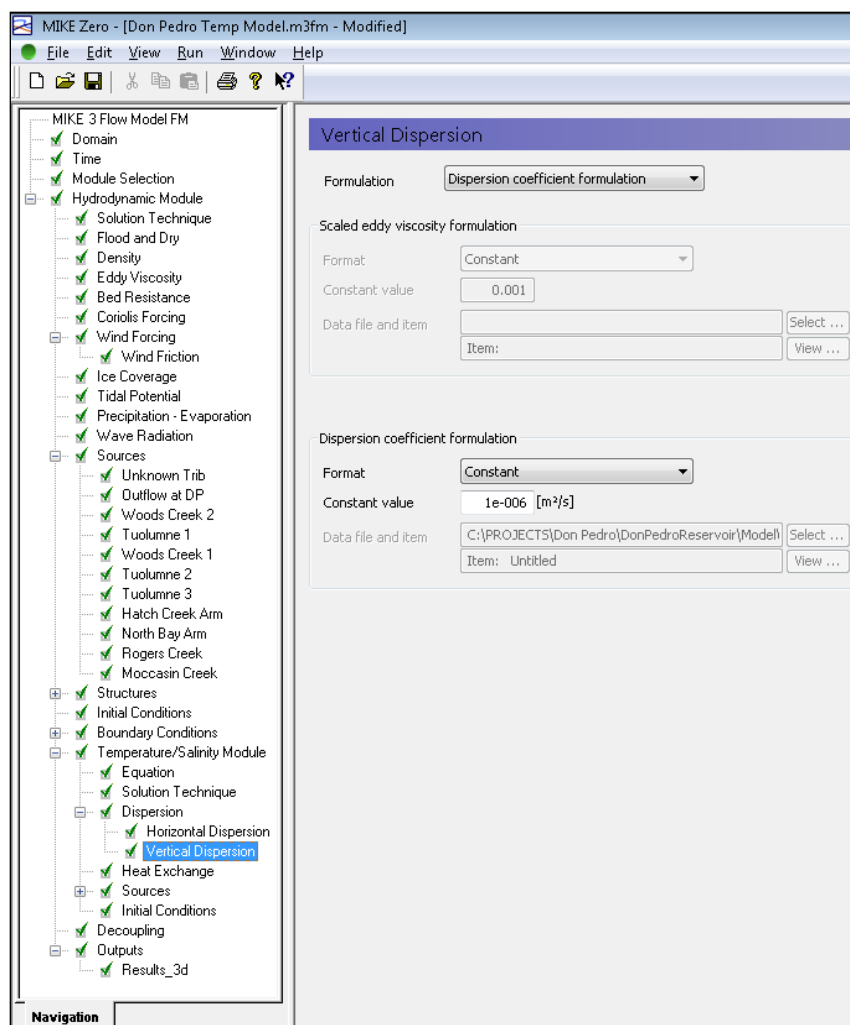 MIKE Zero - [Don Pedro Temp Model.m3fm - Modified]
File Edit View Run Window Help
MIKE 3 Flow Model FM
Domain
Time
Module Selection
Hydrodynamic Module
Solution Technique
Flood and Dry
Density
Eddy Viscosity
Bed Resistance
Coriolis Forcing
Wind Forcing
Wind Friction
Ice Coverage
Tidal Potential
Precipitation - Evaporation
Wave Radiation
Sources
Unknown Trib
Outflow at DP
Woods Creek 2
Tuolumne 1
Woods Creek 1
Tuolumne 2
Tuolumne 3
Hatch Creek Arm
North Bay Arm
Rogers Creek
Moccasin Creek
Structures
Initial Conditions
Boundary Conditions
Temperature/Salinity Module
Equation
Solution Technique
Dispersion
Horizontal Dispersion
Vertical Dispersion
Heat Exchange
Sources
Initial Conditions
Decoupling
Outputs
Results_3d
Navigation
Vertical Dispersion
Formulation Dispersion coefficient formulation
Scaled eddy viscosity formulation
Format Constant
Constant value 0.001
Data file and item Select ...
Item: View ...
Dispersion coefficient formulation
Format Constant
Constant value 1e-006 [m²/s]
Data file and item C:\PROJECTS\Don Pedro\DonPedroReservoir\Model\ Select ...
Item: Untitled View ...